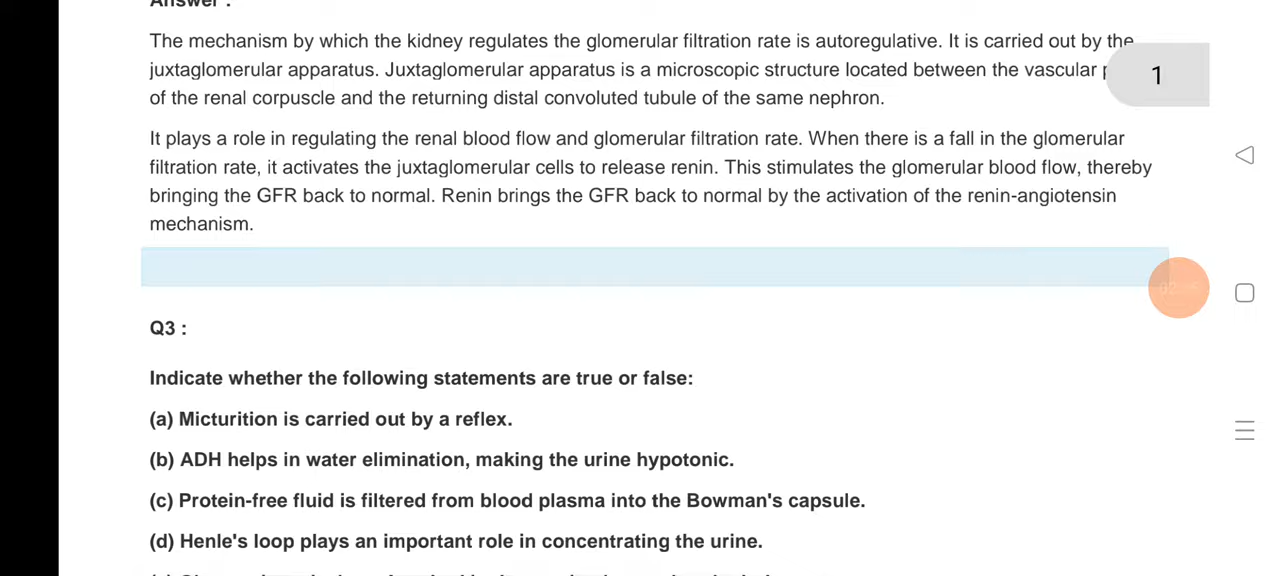 Answer :
The mechanism by which the kidney regulates the glomerular filtration rate is autoregulative. It is carried out by the
juxtaglomerular apparatus. Juxtaglomerular apparatus is a microscopic structure located between the vascular
1
of the renal corpuscle and the returning distal convoluted tubule of the same nephron.
It plays a role in regulating the renal blood flow and glomerular filtration rate. When there is a fall in the glomerular
filtration rate, it activates the juxtaglomerular cells to release renin. This stimulates the glomerular blood flow, thereby
bringing the GFR back to normal. Renin brings the GFR back to normal by the activation of the renin-angiotensin
mechanism.
Q3 :
Indicate whether the following statements are true or false:
(a) Micturition is carried out by a reflex.
(b) ADH helps in water elimination, making the urine hypotonic.
(c) Protein-free fluid is filtered from blood plasma into the Bowman's capsule.
(d) Henle's loop plays an important role in concentrating the urine.